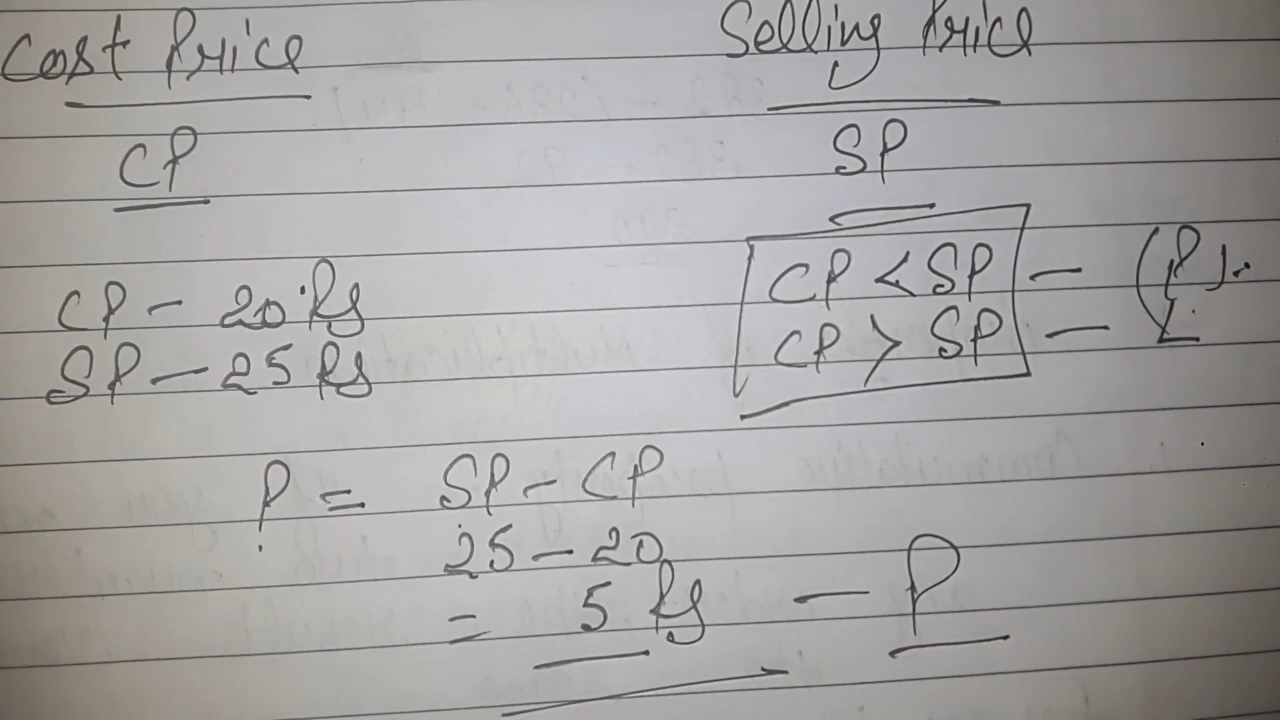 Cost Price Selling Price
CP SP
CP < SP — (P).
CP > SP — L
CP — 20 Rs
SP — 25 Rs
P = SP - CP
25 - 20
= 5 Rs — P